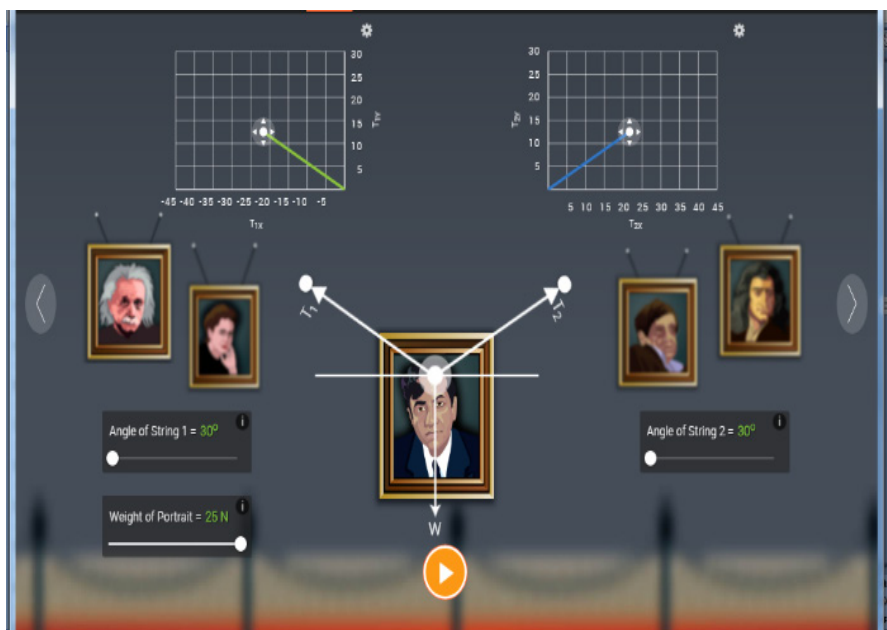 30
25
20
15
10
5
T1Y
-45 -40 -35 -30 -25 -20 -15 -10 -5
T1X
30
25
20
15
10
5
T2Y
5 10 15 20 25 30 35 40 45
T2X
T1
T2
Angle of String 1 = 30⁰
i
Angle of String 2 = 30⁰
i
Weight of Portrait = 25 N
i
W